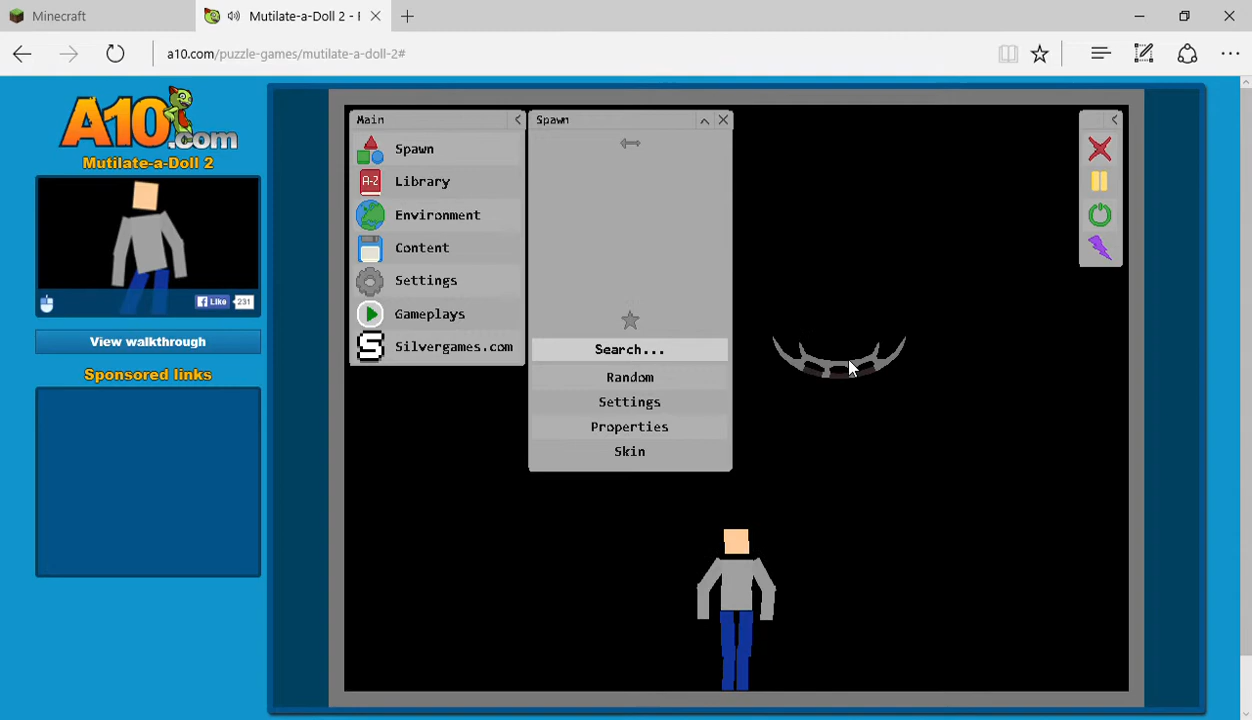 Minecraft
Mutilate-a-Doll 2 - F
a10.com/puzzle-games/mutilate-a-doll-2#
A10.com
Mutilate-a-Doll 2
Like 231
View walkthrough
Sponsored links
Main
Spawn
A-Z Library
Environment
Content
Settings
Gameplays
S Silvergames.com
Spawn
Search...
Random
Settings
Properties
Skin